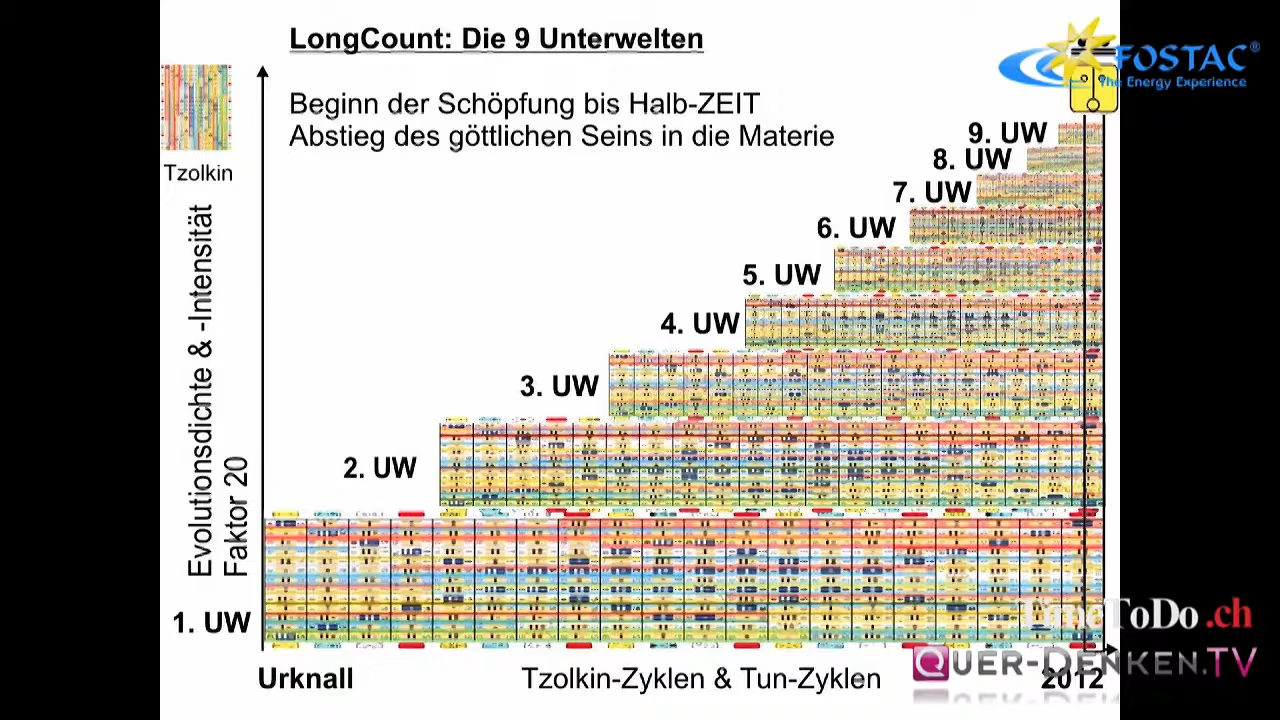 LongCount: Die 9 Unterwelten
FOSTAC®
The Energy Experience
Beginn der Schöpfung bis Halb-ZEIT
Abstieg des göttlichen Seins in die Materie
Tzolkin
Evolutionsdichte & -Intensität
Faktor 20
9. UW
8. UW
7. UW
6. UW
5. UW
4. UW
3. UW
2. UW
1. UW
TimeToDo.ch
QUER-DENKEN.TV
Urknall
Tzolkin-Zyklen & Tun-Zyklen
2012